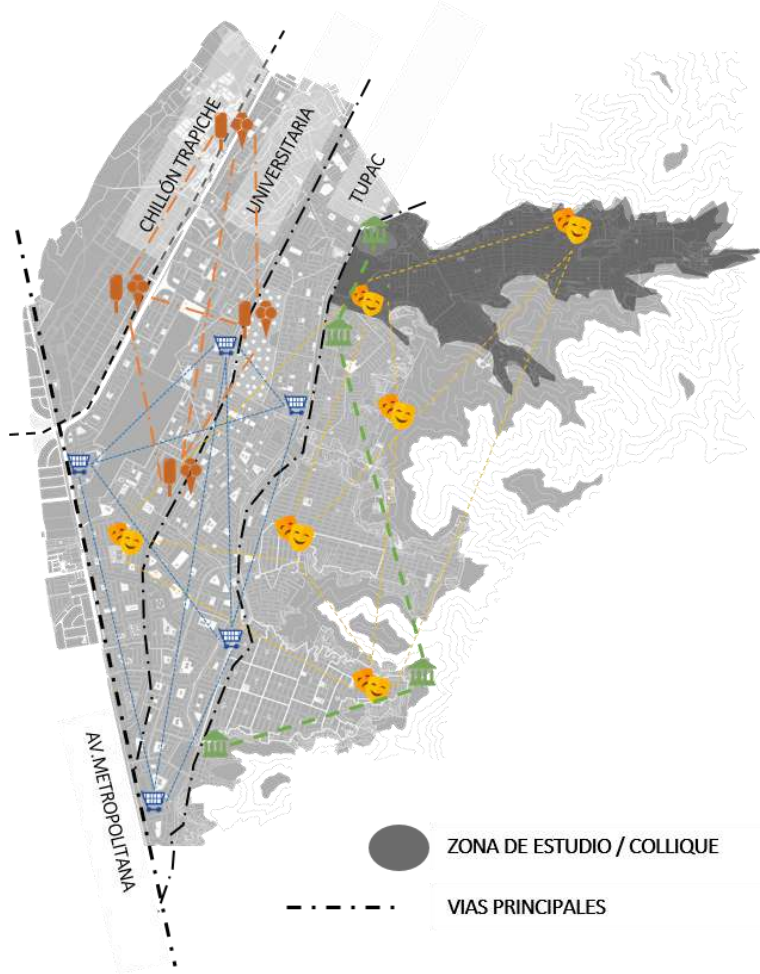 CHILLÓN TRAPICHE
UNIVERSITARIA
TUPAC
AV.METROPOLITANA
ZONA DE ESTUDIO / COLLIQUE
VIAS PRINCIPALES